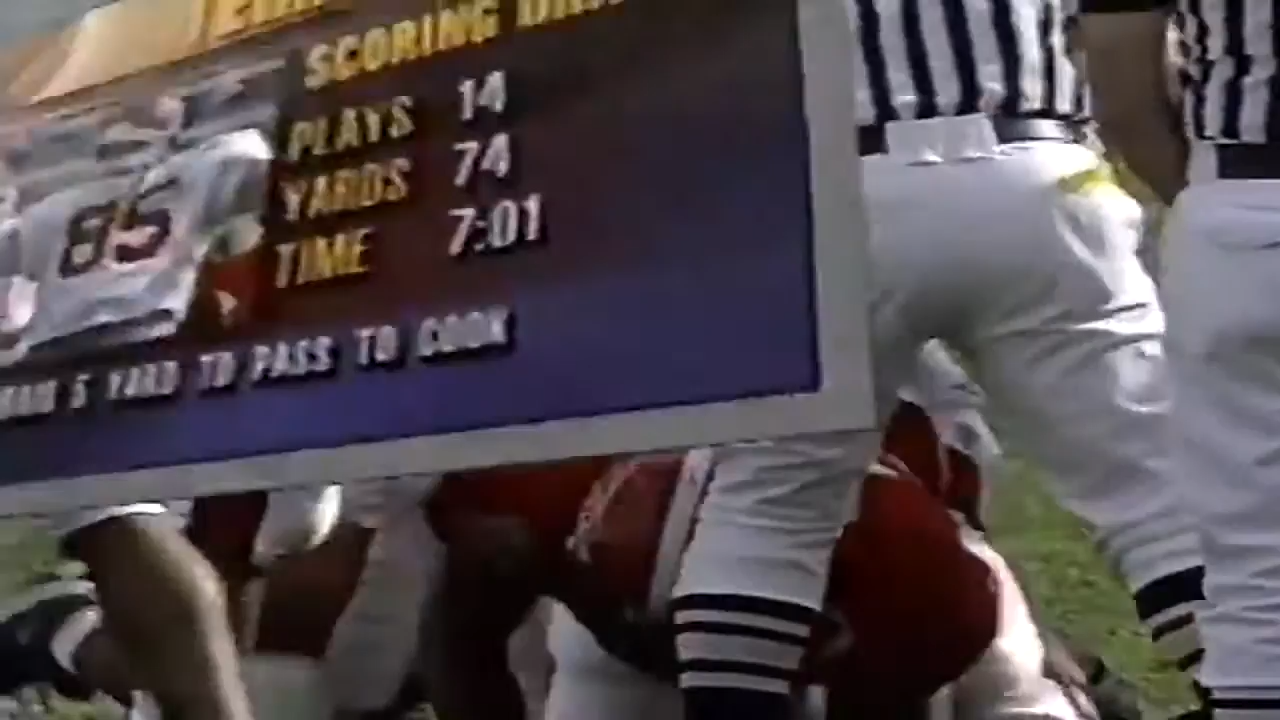 SCORING
PLAYS 14
YARDS 74
TIME 7:01
5 YARD TD PASS TO COOK